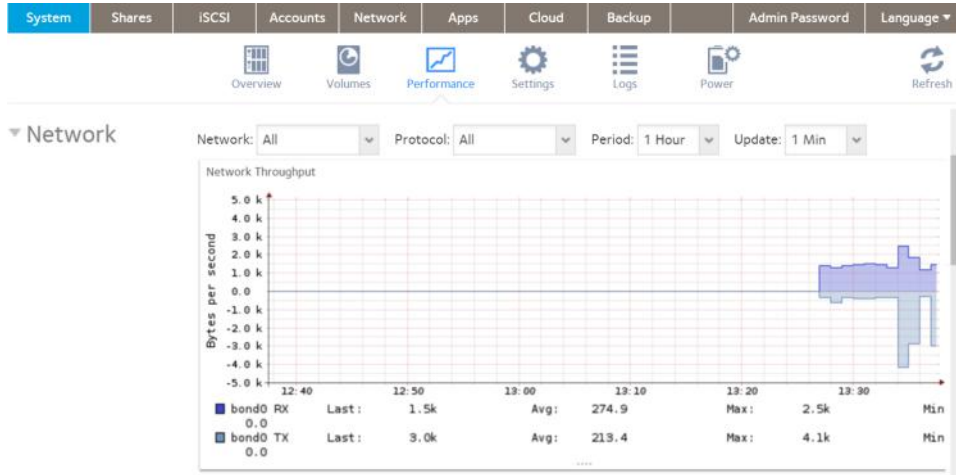 System Shares iSCSI Accounts Network Apps Cloud Backup Admin Password Language
Overview Volumes Performance Settings Logs Power Refresh
Network
Network: All Protocol: All Period: 1 Hour Update: 1 Min
Network Throughput
Bytes per second
5.0 k
4.0 k
3.0 k
2.0 k
1.0 k
0.0
-1.0 k
-2.0 k
-3.0 k
-4.0 k
-5.0 k
12:40 12:50 13:00 13:10 13:20 13:30
bond0 RX Last: 1.5k Avg: 274.9 Max: 2.5k Min
0.0
bond0 TX Last: 3.0k Avg: 213.4 Max: 4.1k Min
0.0